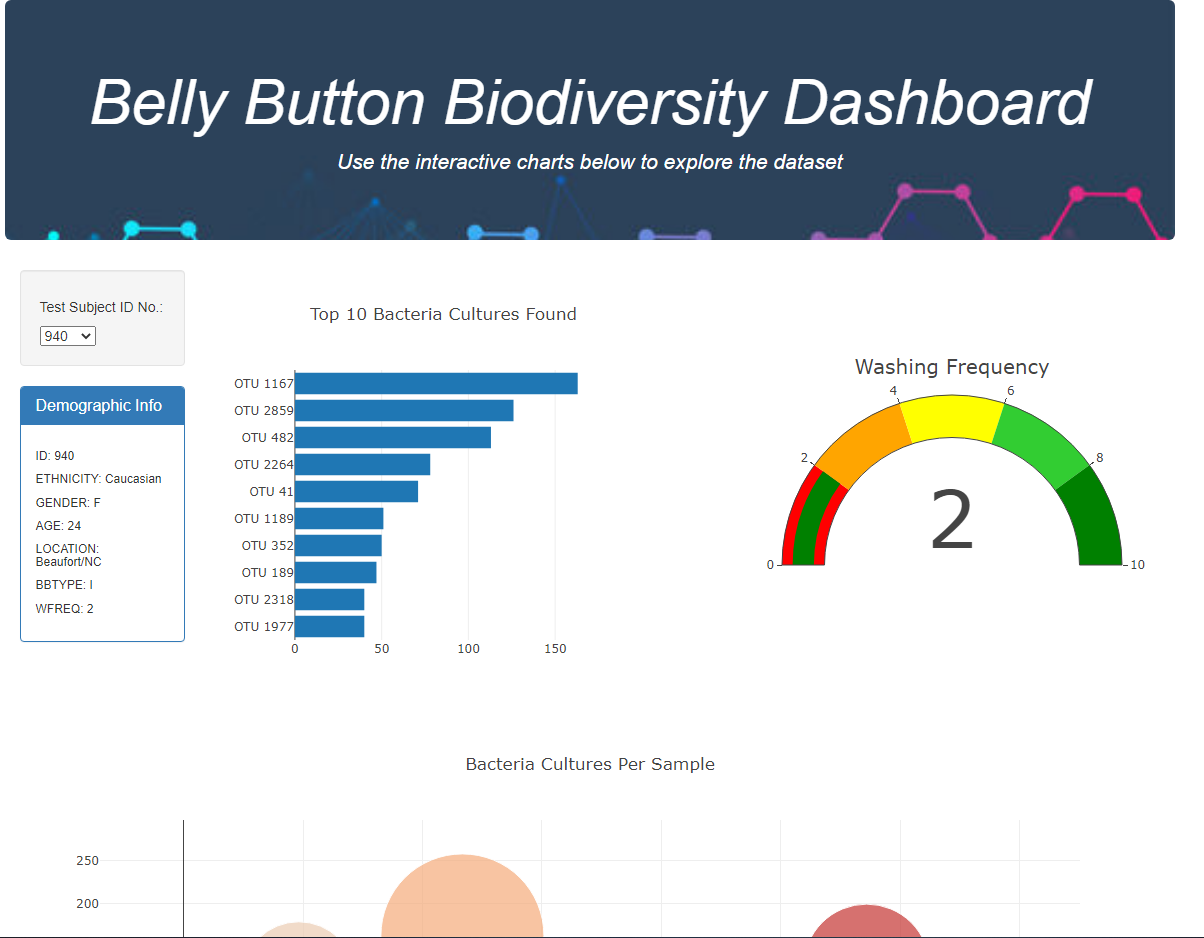 Belly Button Biodiversity Dashboard
Use the interactive charts below to explore the dataset
Test Subject ID No.:
940
Demographic Info
ID: 940
ETHNICITY: Caucasian
GENDER: F
AGE: 24
LOCATION:
Beaufort/NC
BBTYPE: I
WFREQ: 2
Top 10 Bacteria Cultures Found
OTU 1167
OTU 2859
OTU 482
OTU 2264
OTU 41
OTU 1189
OTU 352
OTU 189
OTU 2318
OTU 1977
0 50 100 150
Washing Frequency
0 2 4 6 8 10
2
Bacteria Cultures Per Sample
250
200